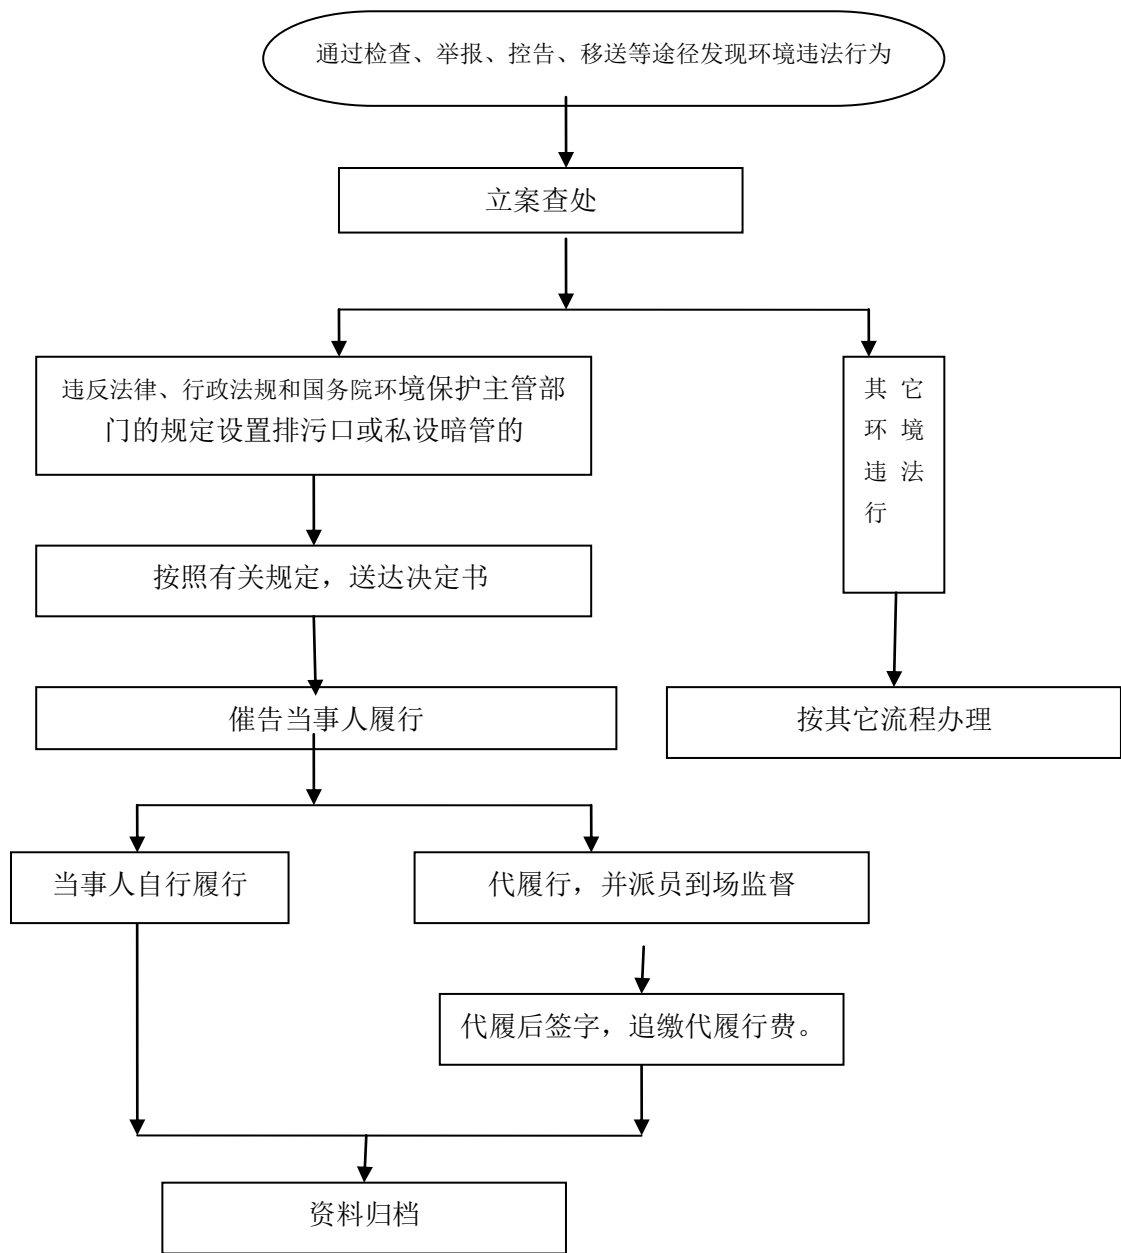 通过检查、举报、控告、移送等途径发现环境违法行为
立案查处
违反法律、行政法规和国务院环境保护主管部
门的规定设置排污口或私设暗管的
其 它
环 境
违 法
行
按照有关规定，送达决定书
催告当事人履行
按其它流程办理
当事人自行履行
代履行，并派员到场监督
代履后签字，追缴代履行费。
资料归档